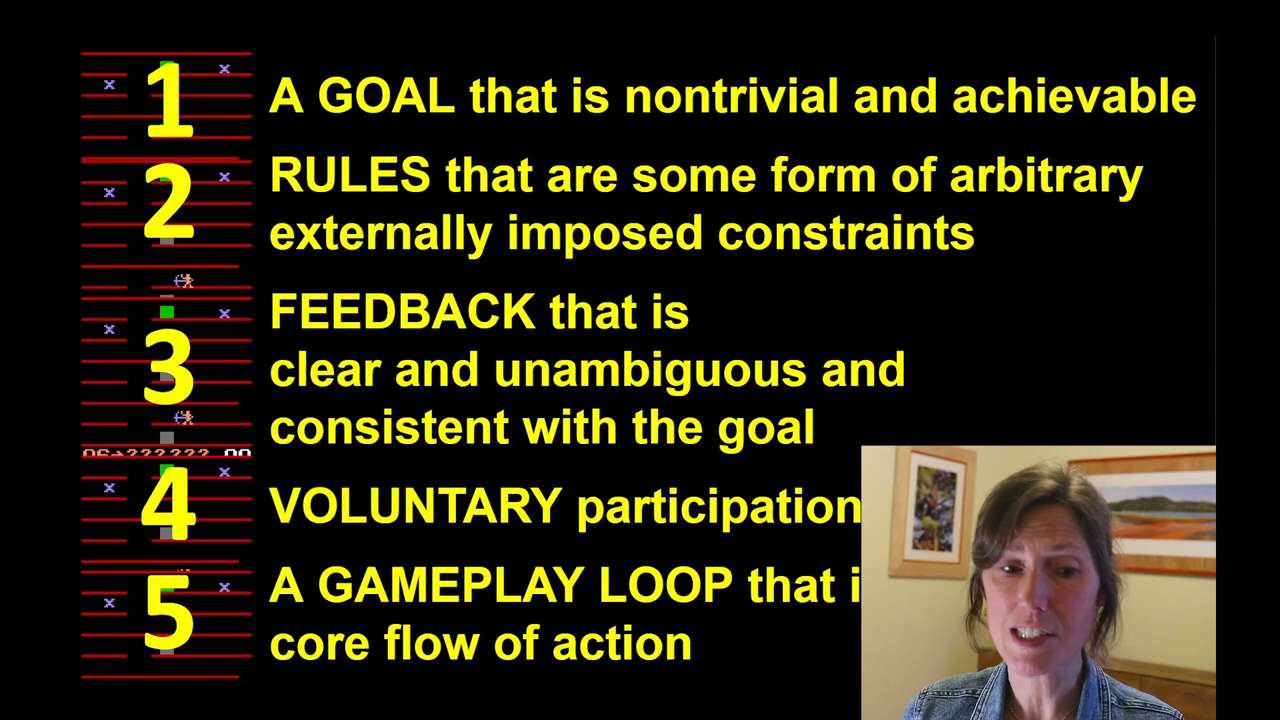 1 A GOAL that is nontrivial and achievable
2 RULES that are some form of arbitrary
externally imposed constraints
3 FEEDBACK that is
clear and unambiguous and
consistent with the goal
4 VOLUNTARY participation
5 A GAMEPLAY LOOP that
core flow of action